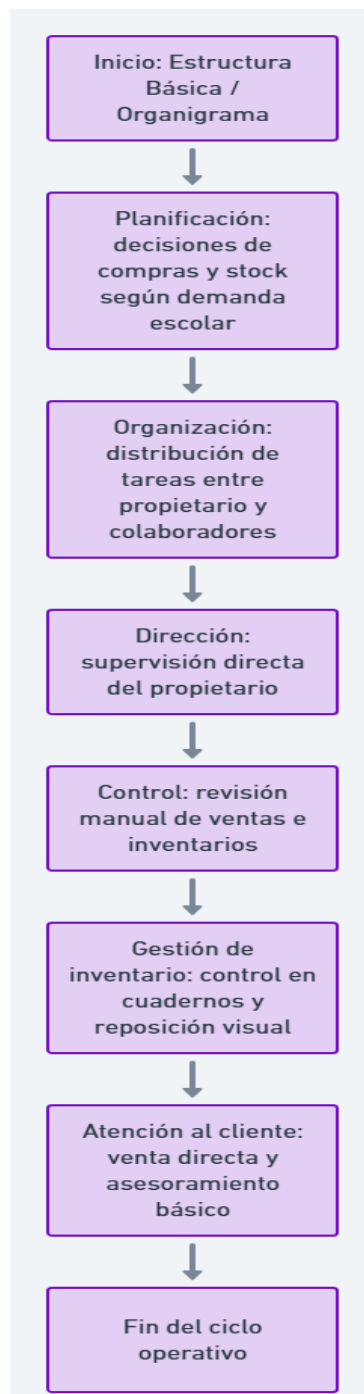 Inicio: Estructura
Básica /
Organigrama
Planificación:
decisiones de
compras y stock
según demanda
escolar
Organización:
distribución de
tareas entre
propietario y
colaboradores
Dirección:
supervisión directa
del propietario
Control: revisión
manual de ventas e
inventarios
Gestión de
inventario: control en
cuadernos y
reposición visual
Atención al cliente:
venta directa y
asesoramiento
básico
Fin del ciclo
operativo